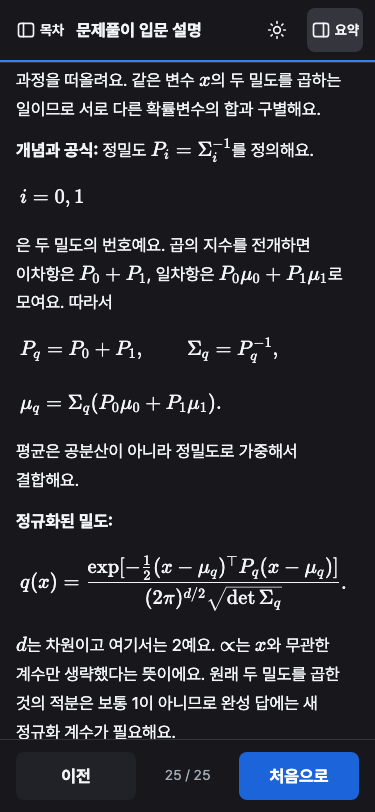 목차 문제풀이 입문 설명 요약
과정을 떠올려요. 같은 변수 x의 두 밀도를 곱하는
일이므로 서로 다른 확률변수의 합과 구별해요.
개념과 공식: 정밀도 P_i = Σ_i^{-1}를 정의해요.
i = 0, 1
은 두 밀도의 번호예요. 곱의 지수를 전개하면
이차항은 P_0 + P_1, 일차항은 P_0μ_0 + P_1μ_1로
모여요. 따라서
P_q = P_0 + P_1, Σ_q = P_q^{-1},
μ_q = Σ_q(P_0μ_0 + P_1μ_1).
평균은 공분산이 아니라 정밀도로 가중해서
결합해요.
정규화된 밀도:
q(x) = \frac{\exp[-\frac{1}{2}(x - μ_q)^⊤ P_q(x - μ_q)]}{(2π)^{d/2}\sqrt{\det Σ_q}}.
d는 차원이고 여기서는 2예요. ∝는 x와 무관한
계수만 생략했다는 뜻이에요. 원래 두 밀도를 곱한
것의 적분은 보통 1이 아니므로 완성 답에는 새
정규화 계수가 필요해요.
이전 25 / 25 처음으로